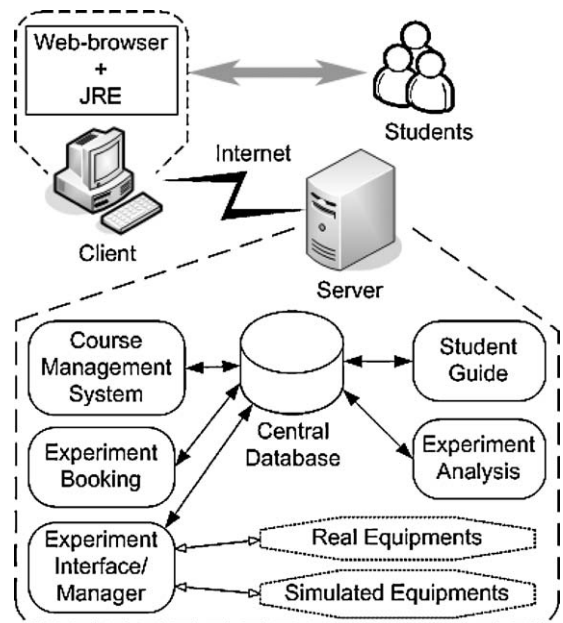 Web-browser
+
JRE
Students
Internet
Client
Server
Course
Management
System
Student
Guide
Central
Database
Experiment
Booking
Experiment
Analysis
Experiment
Interface/
Manager
Real Equipments
Simulated Equipments